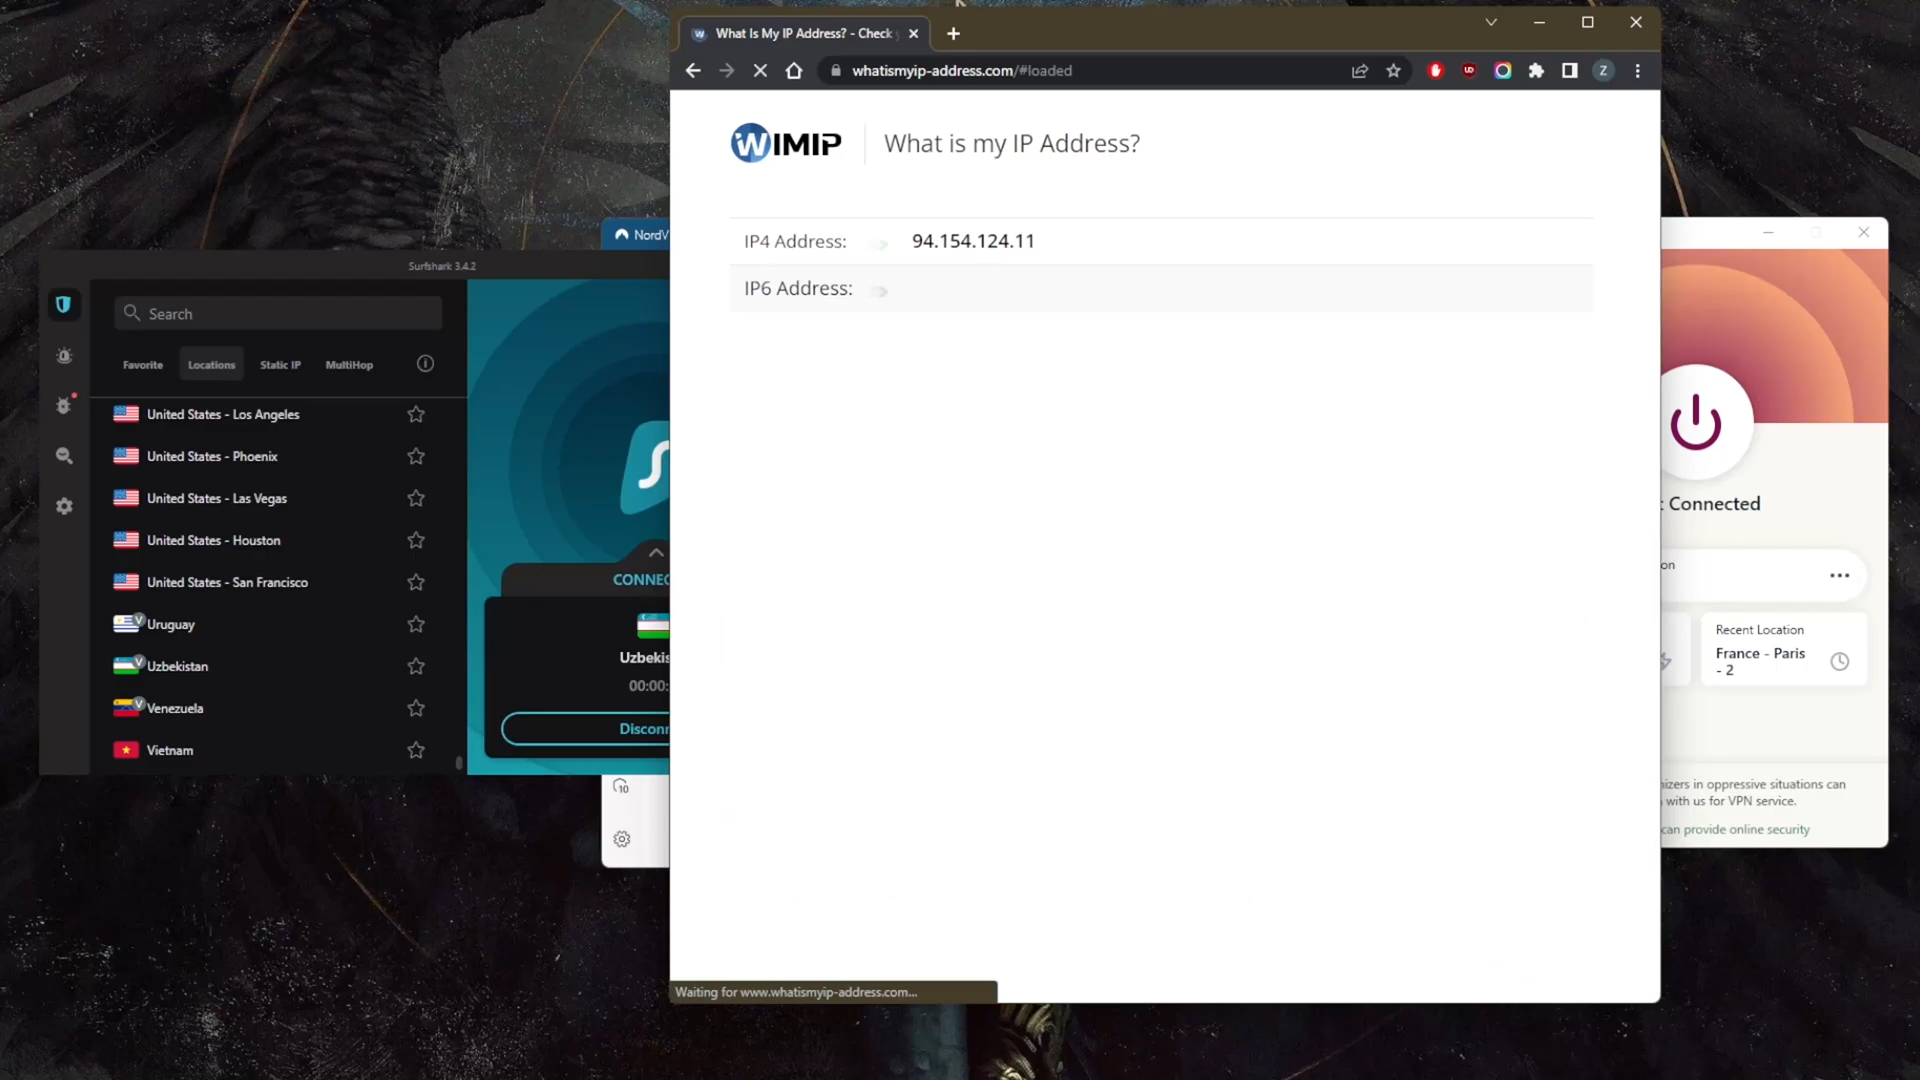 What Is My IP Address? - Check
whatismyip-address.com/#loaded
Z
WIMIP
What is my IP Address?
IP4 Address:
94.154.124.11
IP6 Address:
Waiting for www.whatismyip-address.com...
NordV
Surfshark 3.4.2
Search
Favorite
Locations
Static IP
MultiHop
United States - Los Angeles
United States - Phoenix
United States - Las Vegas
United States - Houston
United States - San Francisco
V
Uruguay
V
Uzbekistan
V
Venezuela
Vietnam
CONNEC
Uzbekis
00:00:
Disconn
10
Connected
on
Recent Location
France - Paris
- 2
nizers in oppressive situations can
with us for VPN service.
can provide online security